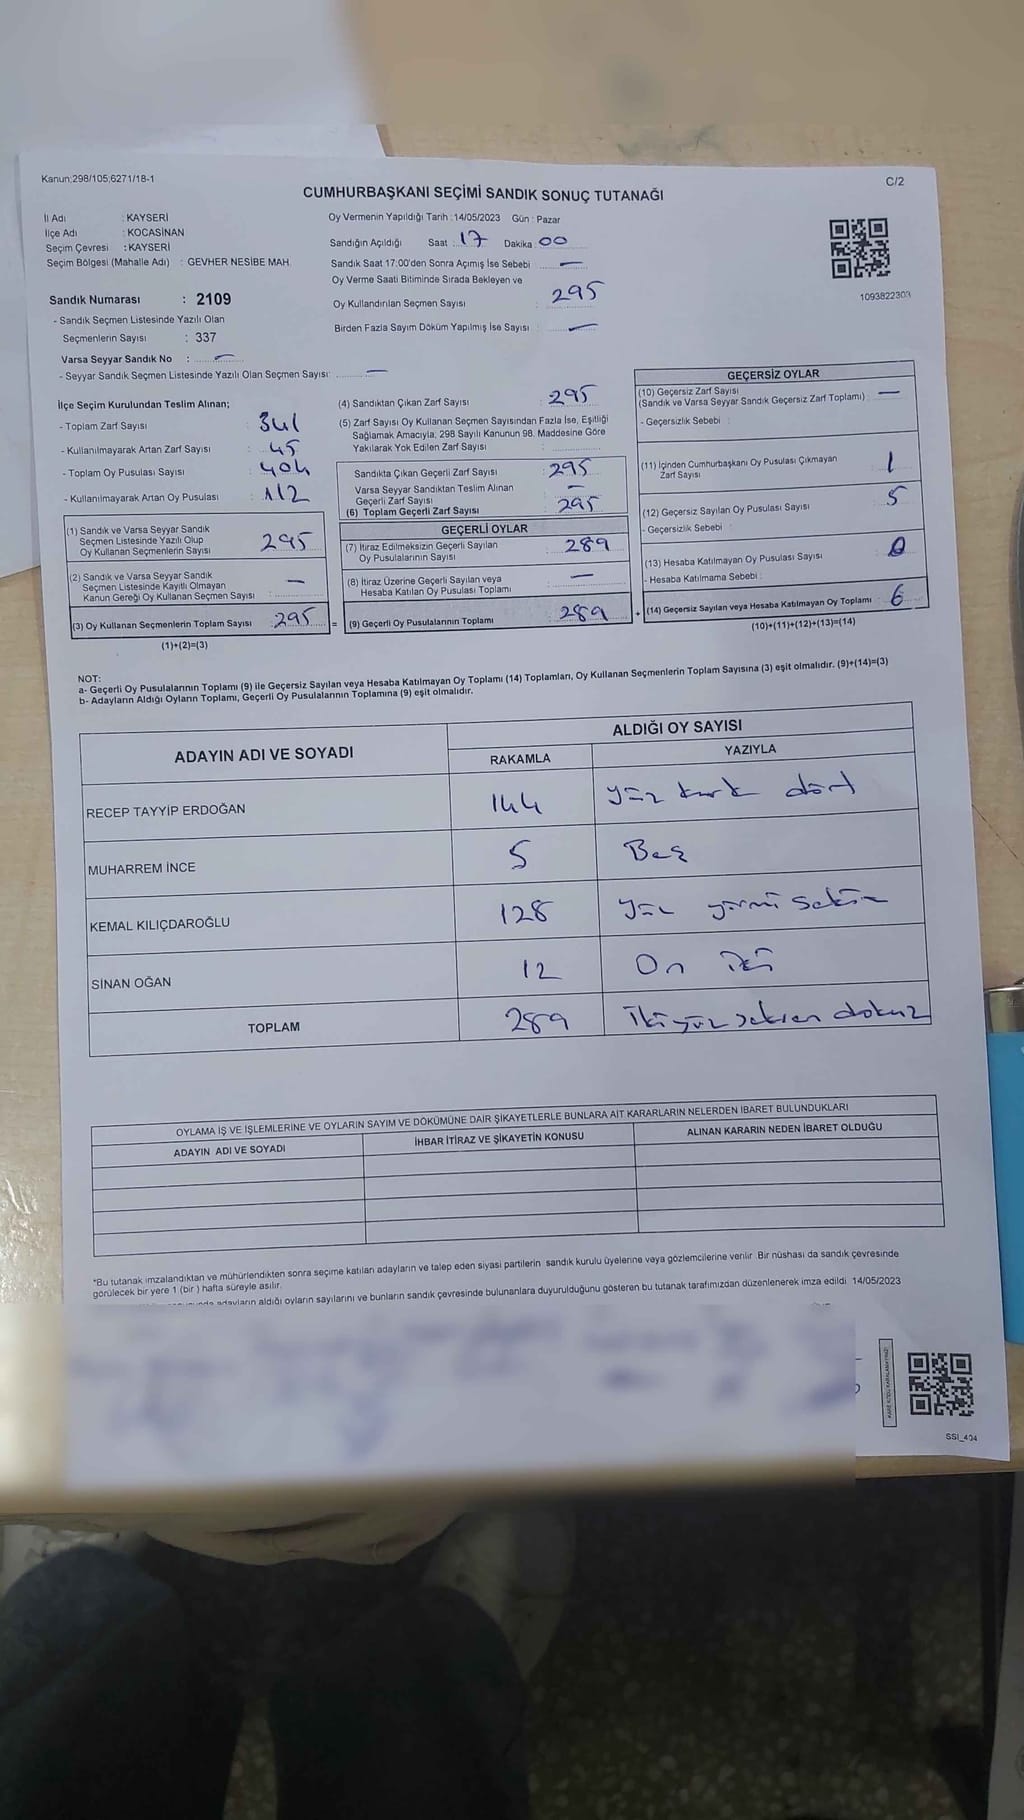 Kanun;298/105;6271/18-1
C/2
CUMHURBAŞKANI SEÇİMİ SANDIK SONUÇ TUTANAĞI
İl Adı : KAYSERİ
İlçe Adı : KOCASİNAN
Seçim Çevresi : KAYSERİ
Seçim Bölgesi (Mahalle Adı) : GEVHER NESİBE MAH.
Sandık Numarası : 2109
- Sandık Seçmen Listesinde Yazılı Olan
Seçmenlerin Sayısı : 337
Varsa Seyyar Sandık No : —
- Seyyar Sandık Seçmen Listesinde Yazılı Olan Seçmen Sayısı: —
Oy Vermenin Yapıldığı Tarih :14/05/2023 Gün : Pazar
Sandığın Açıldığı Saat : 17 Dakika : 00
Sandık Saat 17:00'den Sonra Açımış İse Sebebi : —
Oy Verme Saati Bitiminde Sırada Bekleyen ve
Oy Kullandırılan Seçmen Sayısı : 295
Birden Fazla Sayım Döküm Yapılmış İse Sayısı : —
1093822303
İlçe Seçim Kurulundan Teslim Alınan;
- Toplam Zarf Sayısı : 341
- Kullanılmayarak Artan Zarf Sayısı : 45
- Toplam Oy Pusulası Sayısı : 404
- Kullanılmayarak Artan Oy Pusulası : 112
(1) Sandık ve Varsa Seyyar Sandık
Seçmen Listesinde Yazılı Olup
Oy Kullanan Seçmenlerin Sayısı : 295
(2) Sandık ve Varsa Seyyar Sandık
Seçmen Listesinde Kayıtlı Olmayan
Kanun Gereği Oy Kullanan Seçmen Sayısı : —
(3) Oy Kullanan Seçmenlerin Toplam Sayısı : 295 =
(1)+(2)=(3)
(4) Sandıktan Çıkan Zarf Sayısı : 295
(5) Zarf Sayısı Oy Kullanan Seçmen Sayısından Fazla İse, Eşitliği
Sağlamak Amacıyla, 298 Sayılı Kanunun 98. Maddesine Göre
Yakılarak Yok Edilen Zarf Sayısı :
Sandıkta Çıkan Geçerli Zarf Sayısı : 295
Varsa Seyyar Sandıktan Teslim Alınan
Geçerli Zarf Sayısı : —
(6) Toplam Geçerli Zarf Sayısı : 295
GEÇERLİ OYLAR
(7) İtiraz Edilmeksizin Geçerli Sayılan
Oy Pusulalarının Sayısı : 289
(8) İtiraz Üzerine Geçerli Sayılan veya
Hesaba Katılan Oy Pusulası Toplamı : —
(9) Geçerli Oy Pusulalarının Toplamı : 289 +
GEÇERSİZ OYLAR
(10) Geçersiz Zarf Sayısı
(Sandık ve Varsa Seyyar Sandık Geçersiz Zarf Toplamı) : —
- Geçersizlik Sebebi :
(11) İçinden Cumhurbaşkanı Oy Pusulası Çıkmayan
Zarf Sayısı : 1
(12) Geçersiz Sayılan Oy Pusulası Sayısı : 5
- Geçersizlik Sebebi :
(13) Hesaba Katılmayan Oy Pusulası Sayısı : 0
- Hesaba Katılmama Sebebi :
(14) Geçersiz Sayılan veya Hesaba Katılmayan Oy Toplamı : 6
(10)+(11)+(12)+(13)=(14)
NOT:
a- Geçerli Oy Pusulalarının Toplamı (9) ile Geçersiz Sayılan veya Hesaba Katılmayan Oy Toplamı (14) Toplamları, Oy Kullanan Seçmenlerin Toplam Sayısına (3) eşit olmalıdır. (9)+(14)=(3)
b- Adayların Aldığı Oyların Toplamı, Geçerli Oy Pusulalarının Toplamına (9) eşit olmalıdır.
ADAYIN ADI VE SOYADI ALDIĞI OY SAYISI
RAKAMLA YAZIYLA
RECEP TAYYİP ERDOĞAN 144 yüz kırk dört
MUHARREM İNCE 5 Beş
KEMAL KILIÇDAROĞLU 128 yüz yirmi sekiz
SİNAN OĞAN 12 On iki
TOPLAM 289 İkiyüz seksen dokuz
OYLAMA İŞ VE İŞLEMLERİNE VE OYLARIN SAYIM VE DÖKÜMÜNE DAİR ŞİKAYETLERLE BUNLARA AİT KARARLARIN NELERDEN İBARET BULUNDUKLARI
ADAYIN ADI VE SOYADI İHBAR İTİRAZ VE ŞİKAYETİN KONUSU ALINAN KARARIN NEDEN İBARET OLDUĞU
*Bu tutanak imzalandıktan ve mühürlendikten sonra seçime katılan adayların ve talep eden siyasi partilerin sandık kurulu üyelerine veya gözlemcilerine verilir. Bir nüshası da sandık çevresinde
görülecek bir yere 1 (bir) hafta süreyle asılır.
adayların aldığı oyların sayılarını ve bunların sandık çevresinde bulunanlara duyurulduğunu gösteren bu tutanak tarafımızdan düzenlenerek imza edildi. 14/05/2023
KARE KODU KARALAMAYINIZ!
SSI_404